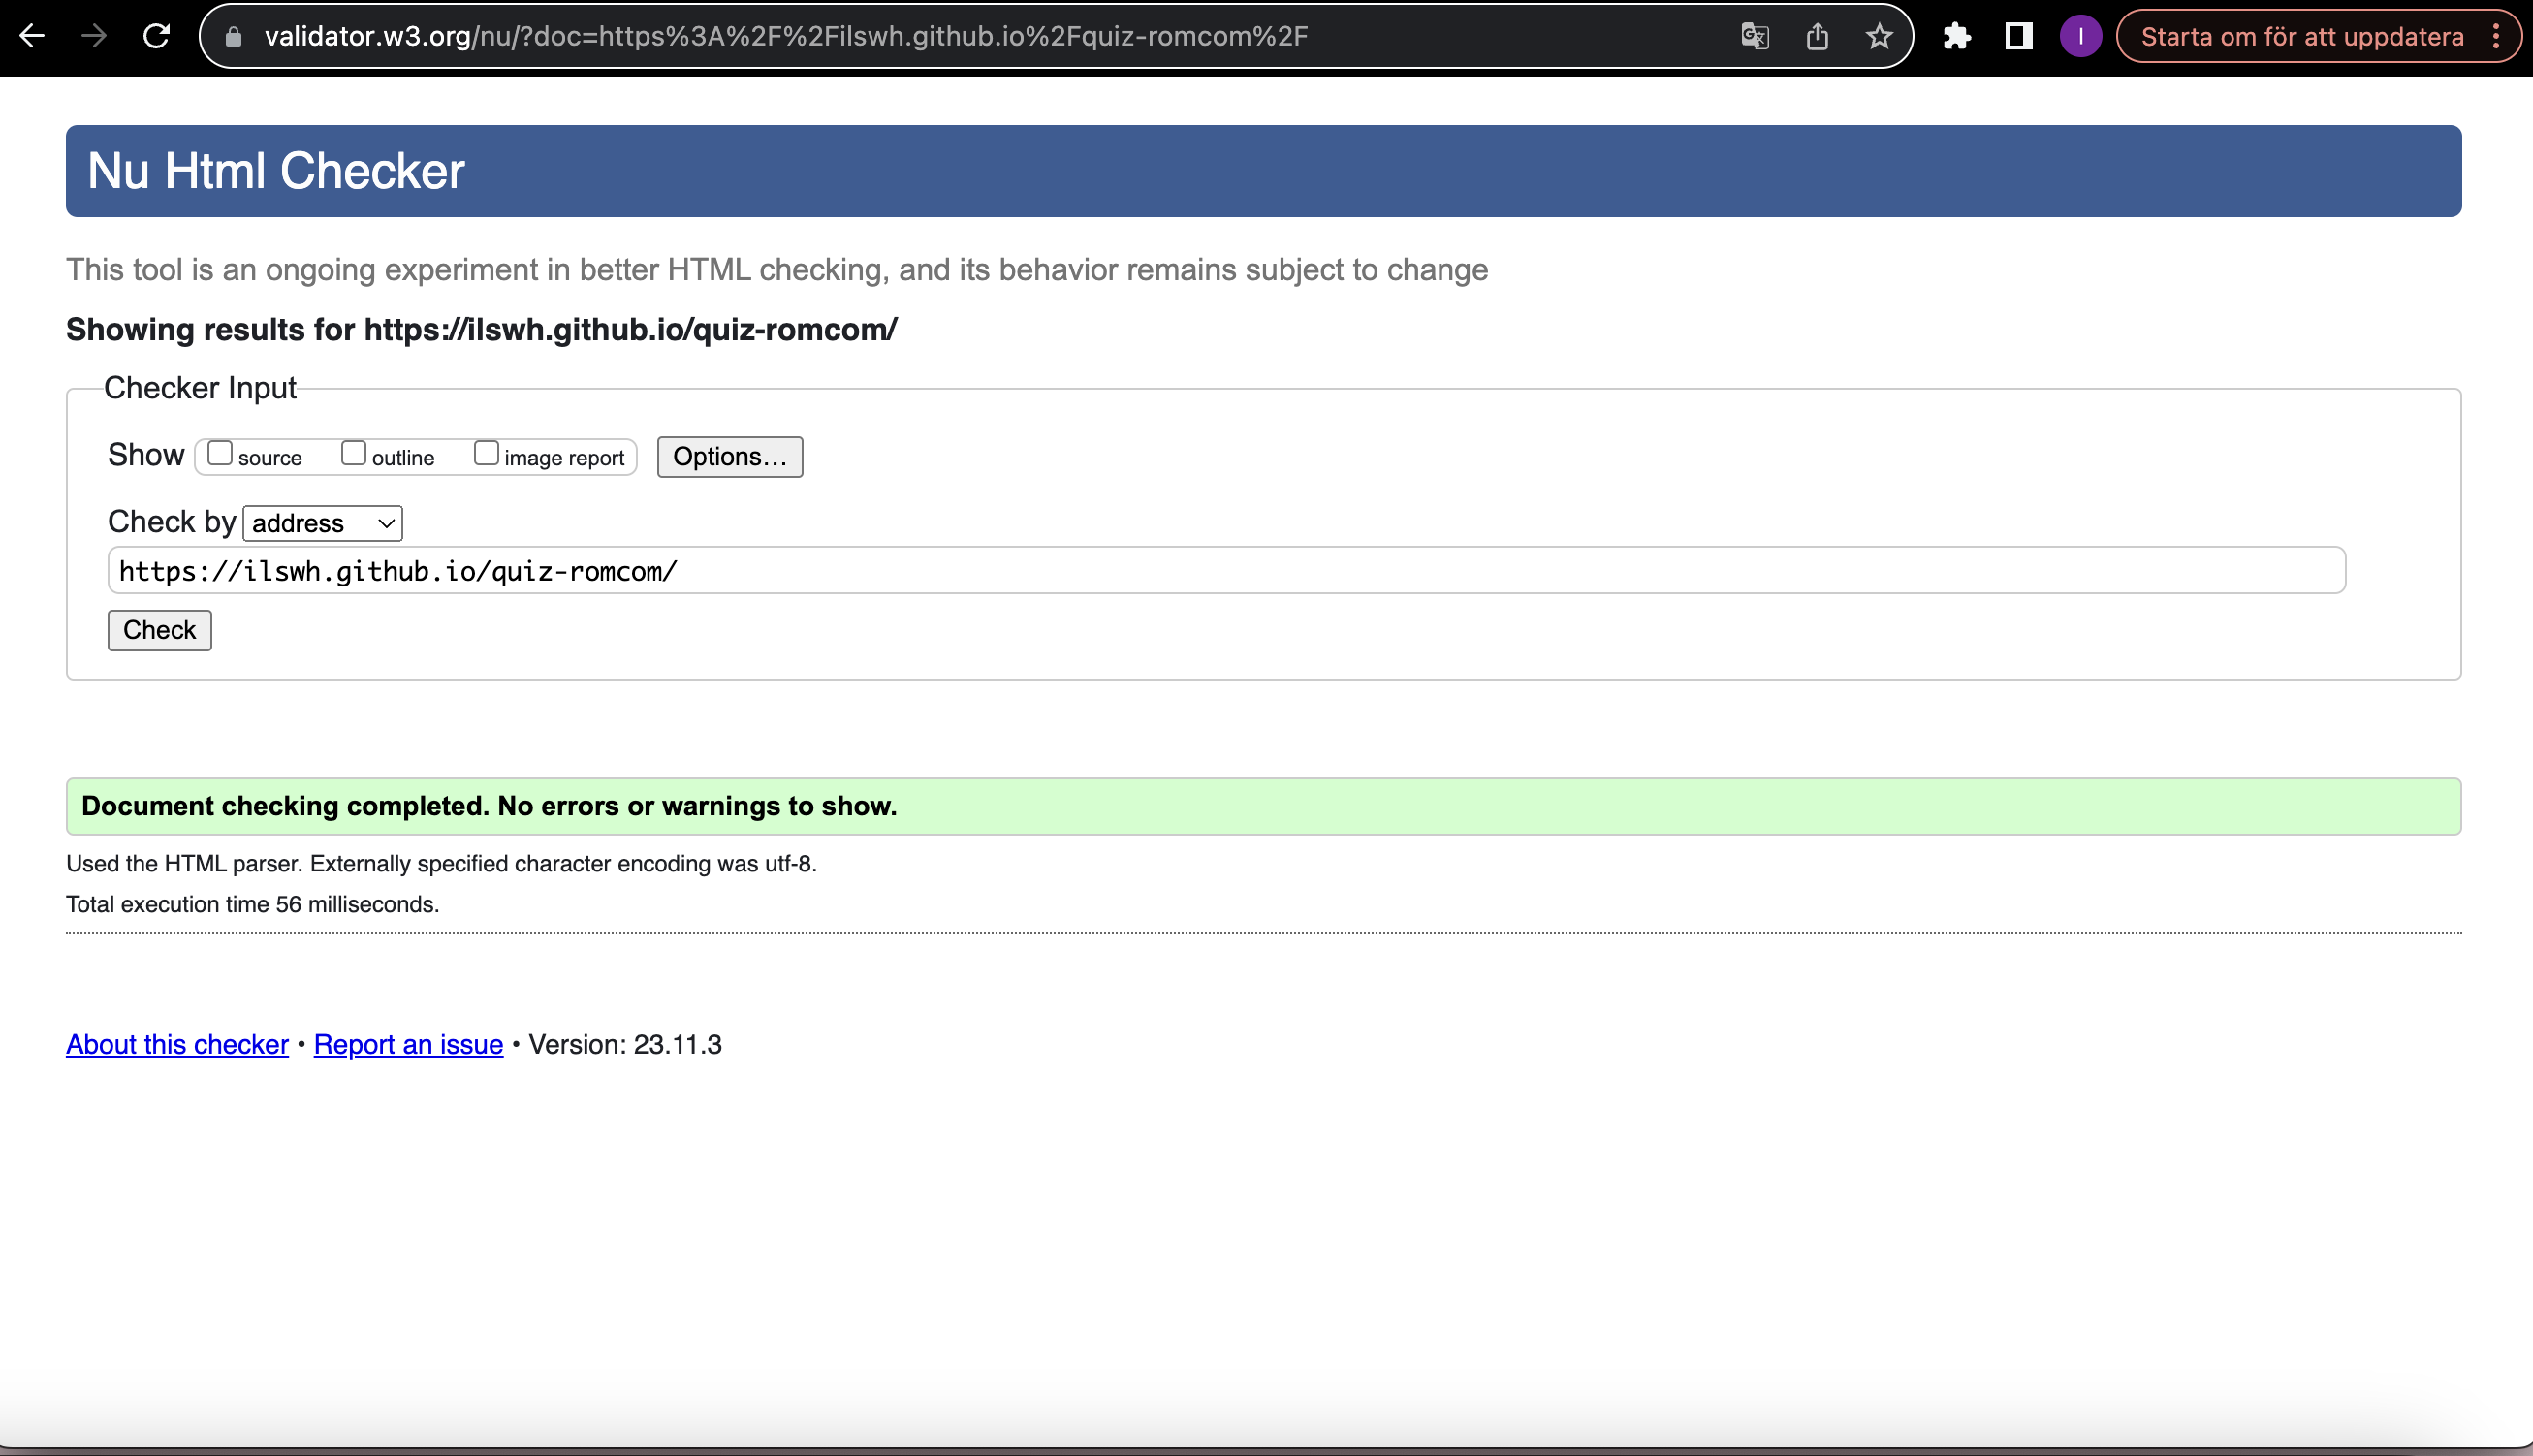 validator.w3.org/nu/?doc=https%3A%2F%2Filswh.github.io%2Fquiz-romcom%2F
I
Starta om för att uppdatera
Nu Html Checker
This tool is an ongoing experiment in better HTML checking, and its behavior remains subject to change
Showing results for https://ilswh.github.io/quiz-romcom/
Checker Input
Show source outline image report Options...
Check by address
https://ilswh.github.io/quiz-romcom/
Check
Document checking completed. No errors or warnings to show.
Used the HTML parser. Externally specified character encoding was utf-8.
Total execution time 56 milliseconds.
About this checker • Report an issue • Version: 23.11.3